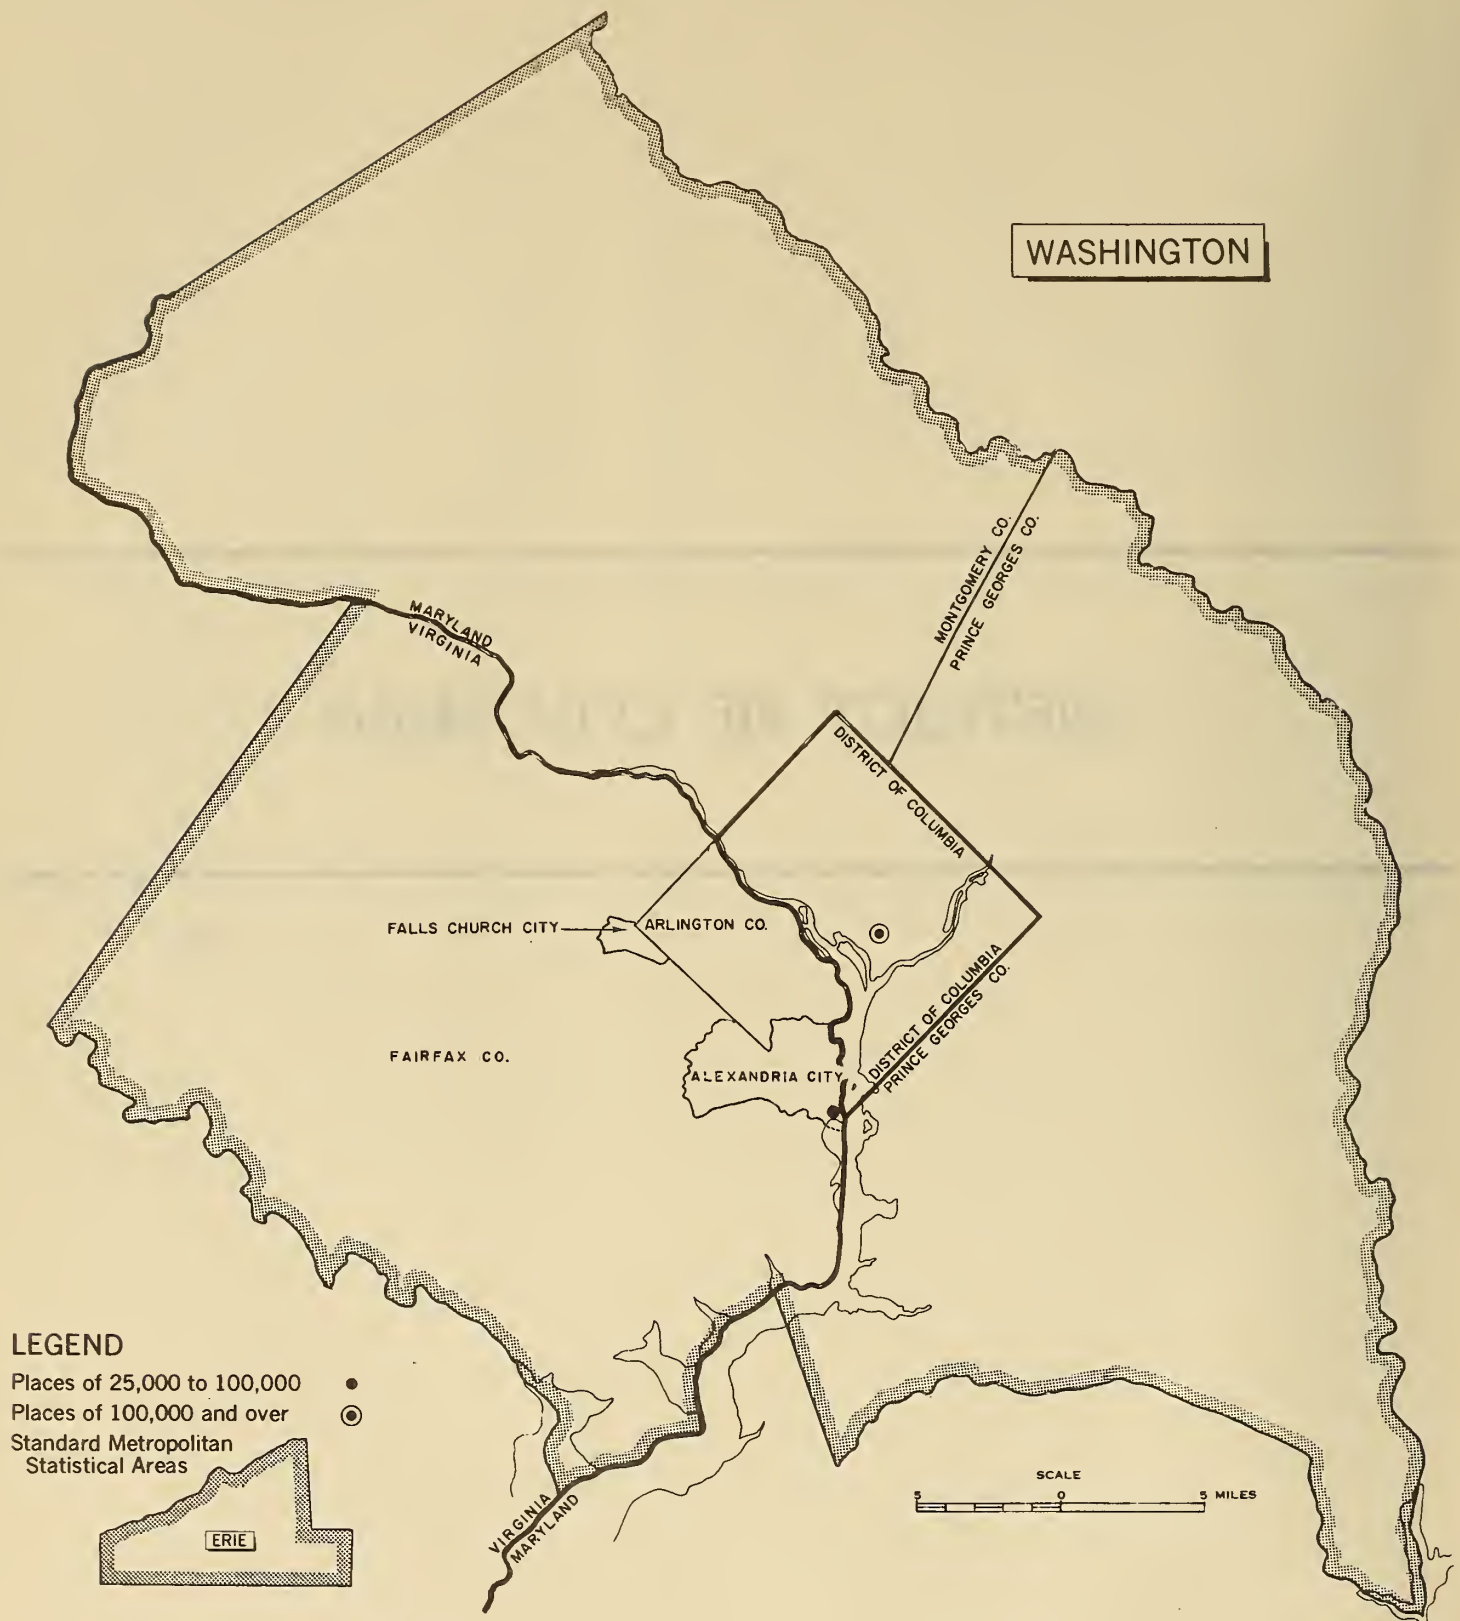 WASHINGTON
MONTGOMERY CO.
PRINCE GEORGES CO.
MARYLAND
VIRGINIA
DISTRICT OF COLUMBIA
FALLS CHURCH CITY
ARLINGTON CO.
DISTRICT OF COLUMBIA
PRINCE GEORGES CO.
FAIRFAX CO.
ALEXANDRIA CITY
LEGEND
Places of 25,000 to 100,000
Places of 100,000 and over
Standard Metropolitan
Statistical Areas
ERIE
VIRGINIA
MARYLAND
SCALE
5 0 5 MILES